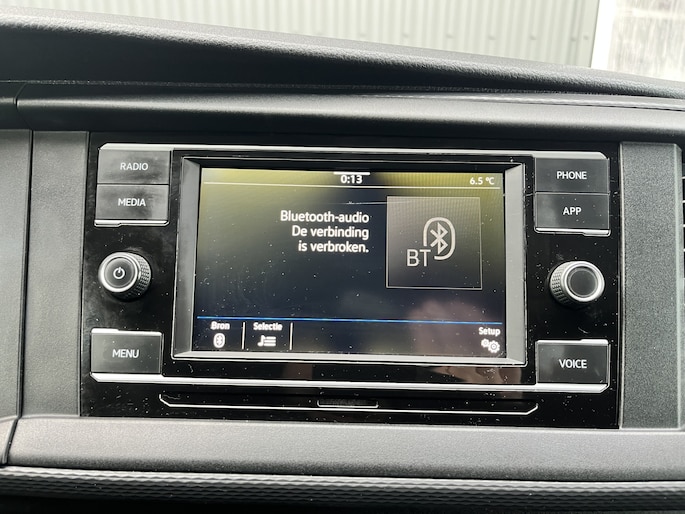 RADIO
MEDIA
MENU
0:13
6.5 °C
Bluetooth-audio
De verbinding
is verbroken.
BT
Bron
Selectie
Setup
PHONE
APP
VOICE